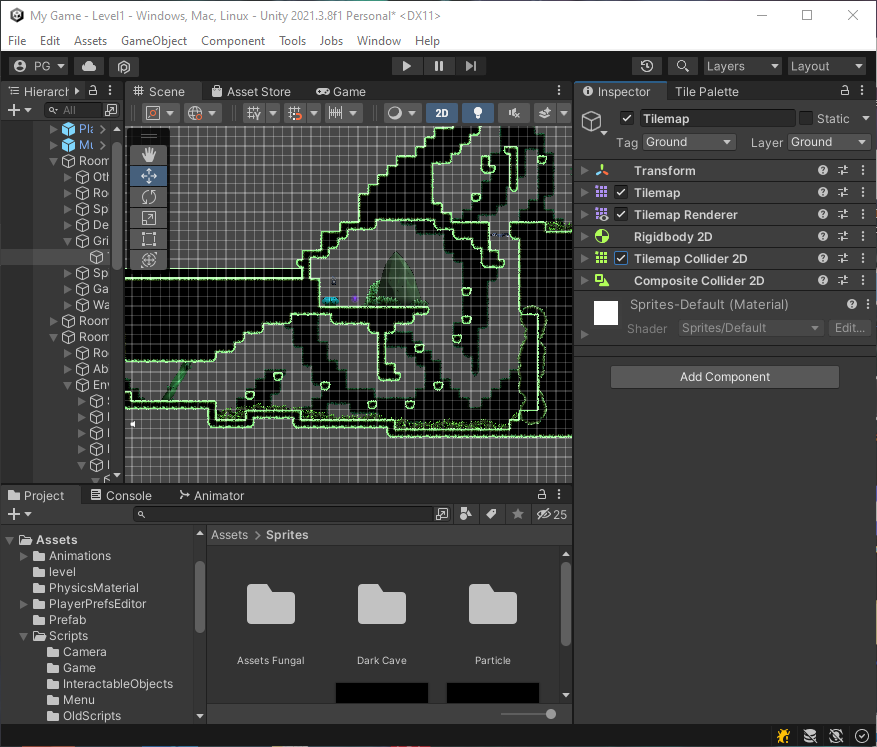 My Game - Level1 - Windows, Mac, Linux - Unity 2021.3.8f1 Personal* <DX11>
File Edit Assets GameObject Component Tools Jobs Window Help
PG Layers Layout
Hierarch Scene Asset Store Game Inspector Tile Palette
All 2D
Tilemap Static
Tag Ground Layer Ground
Transform
Tilemap
Tilemap Renderer
Rigidbody 2D
Tilemap Collider 2D
Composite Collider 2D
Sprites-Default (Material)
Shader Sprites/Default Edit...
Add Component
Pla
Mu
Room
Oth
Ro
Sp
De
Gri
Sp
Ga
Wa
Room
Room
Ro
Ab
Env
Project Console Animator
25
Assets
Animations
level
PhysicsMaterial
PlayerPrefsEditor
Prefab
Scripts
Camera
Game
InteractableObjects
Menu
OldScripts
Assets > Sprites
Assets Fungal Dark Cave Particle